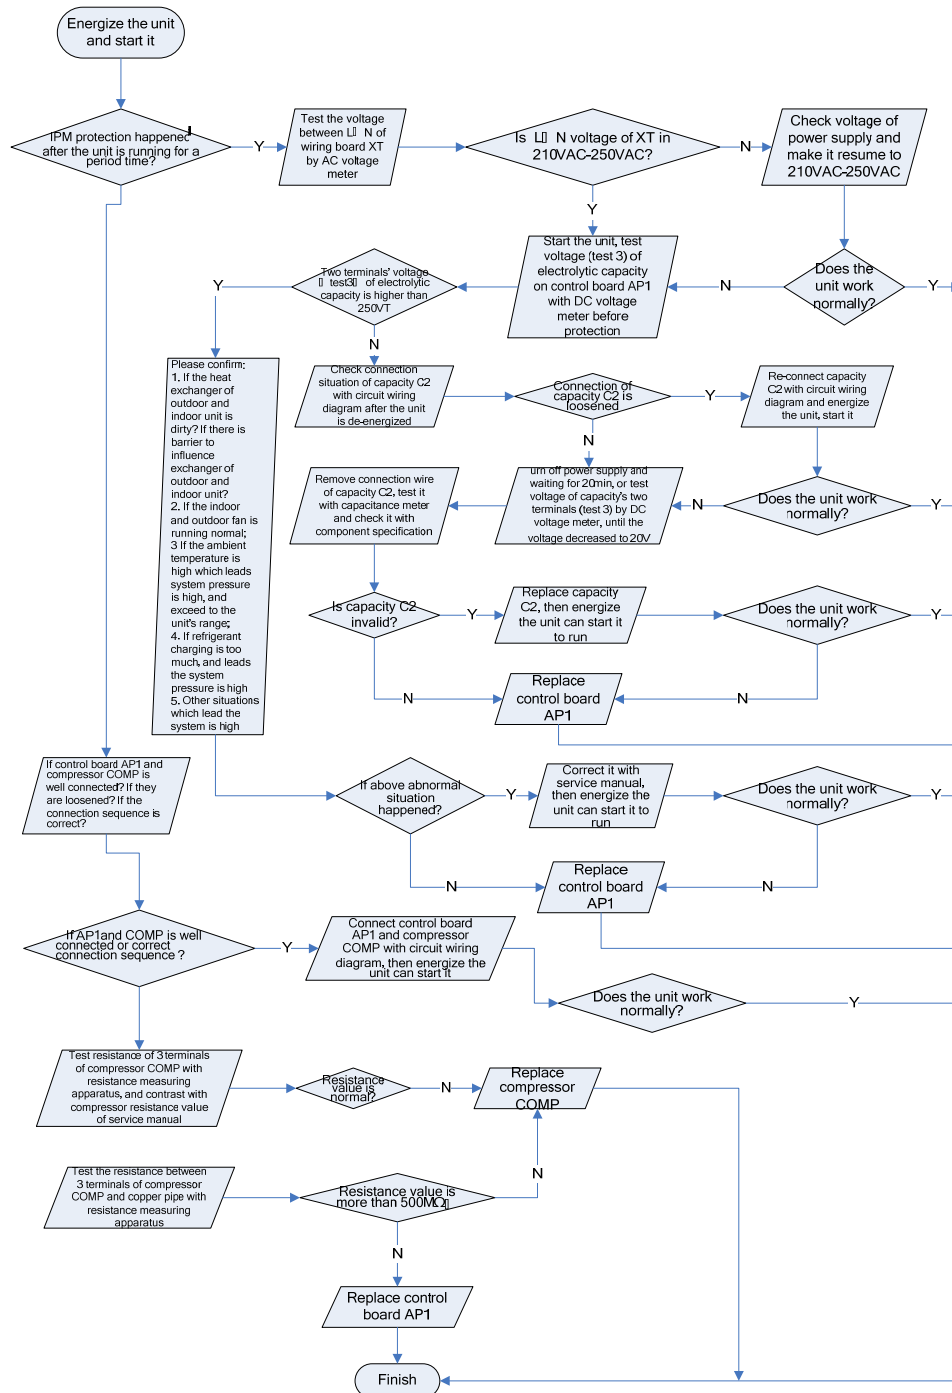 Energize the unit
and start it
IPM protection happened
after the unit is running for a
period time?
Y
Test the voltage
between L N of
wiring board XT
by AC voltage
meter
Is L N voltage of XT in
210VAC-250VAC?
N
Check voltage of
power supply and
make it resume to
210VAC-250VAC
Y
Start the unit, test
voltage (test 3) of
electrolytic capacity
on control board AP1
with DC voltage
meter before
protection
N
Does the
unit work
normally?
Y
Two terminals' voltage
test3 of electrolytic
capacity is higher than
250VT
Y
N
Please confirm:
1. If the heat
exchanger of
outdoor and
indoor unit is
dirty? If there is
barrier to
influence
exchanger of
outdoor and
indoor unit?
2. If the indoor
and outdoor fan is
running normal;
3 If the ambient
temperature is
high which leads
system pressure
is high, and
exceed to the
unit's range;
4. If refrigerant
charging is too
much, and leads
the system
pressure is high
5. Other situations
which lead the
system is high
Check connection
situation of capacity C2
with circuit wiring
diagram after the unit
is de-energized
Connection of
capacity C2 is
loosened
Y
Re-connect capacity
C2 with circuit wiring
diagram and energize
the unit, start it
N
Remove connection wire
of capacity C2, test it
with capacitance meter
and check it with
component specification
urn off power supply and
waiting for 20min, or test
voltage of capacity's two
terminals (test 3) by DC
voltage meter, until the
voltage decreased to 20V
N
Does the unit work
normally?
Y
Is capacity C2
invalid?
Y
Replace capacity
C2, then energize
the unit can start it
to run
Does the unit work
normally?
Y
N
Replace
control board
AP1
N
If control board AP1 and
compressor COMP is
well connected? If they
are loosened? If the
connection sequence is
correct?
If above abnormal
situation
happened?
Y
Correct it with
service manual,
then energize the
unit can start it to
run
Does the unit work
normally?
Y
N
Replace
control board
AP1
N
If AP1and COMP is well
connected or correct
connection sequence ?
Y
Connect control board
AP1 and compressor
COMP with circuit wiring
diagram, then energize the
unit can start it
Does the unit work
normally?
Y
Test resistance of 3 terminals
of compressor COMP with
resistance measuring
apparatus, and contrast with
compressor resistance value
of service manual
Resistance
value is
normal?
N
Replace
compressor
COMP
Test the resistance between
3 terminals of compressor
COMP and copper pipe with
resistance measuring
apparatus
Resistance value is
more than 500MΩ
N
N
Replace control
board AP1
Finish